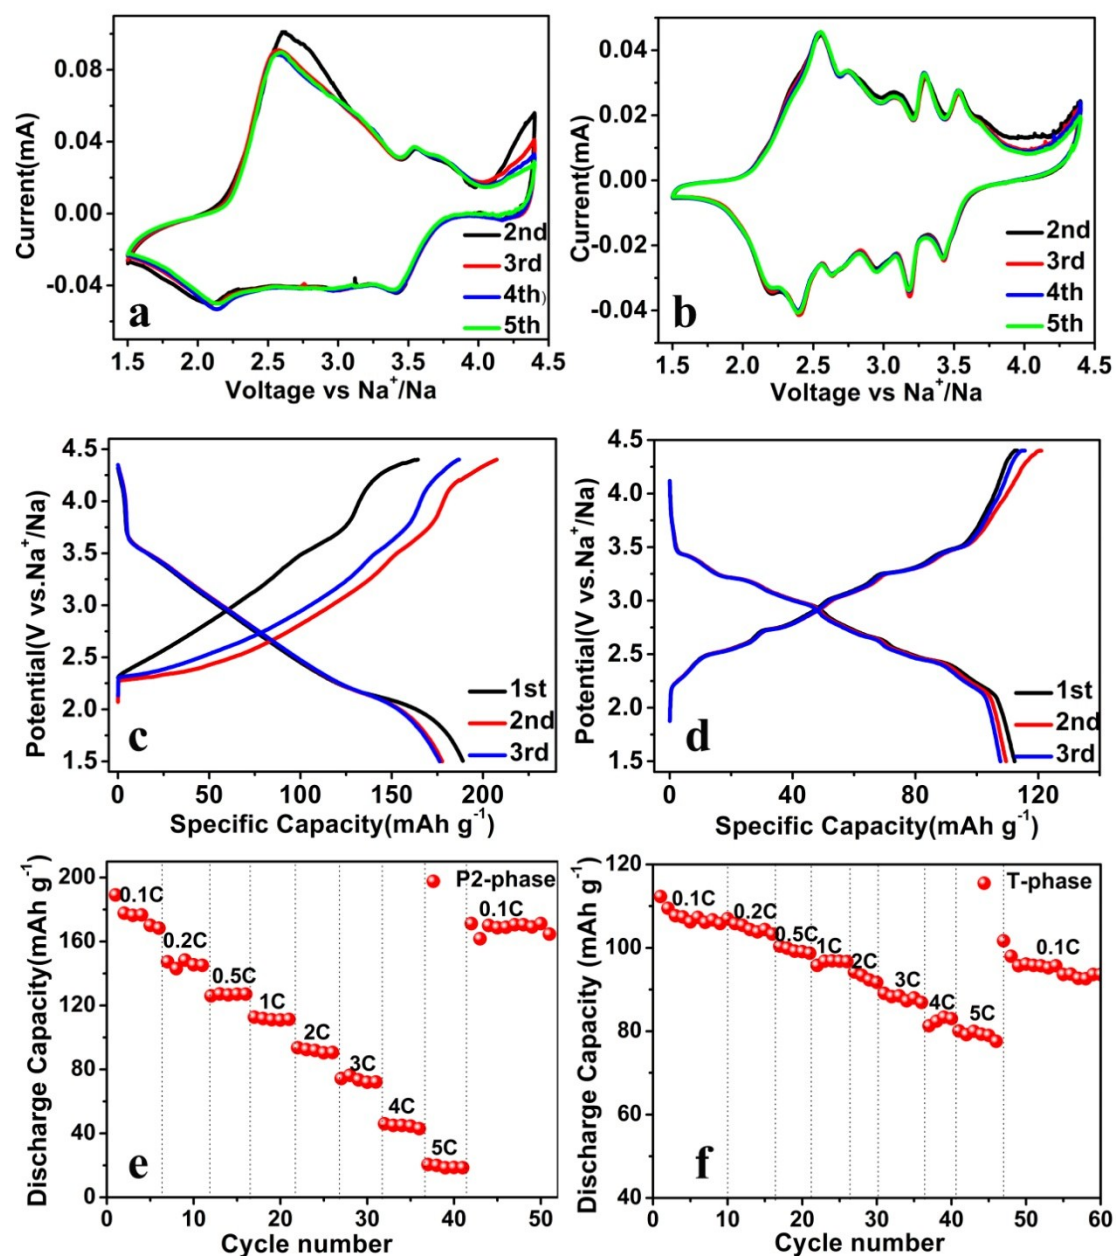 0.08
0.04
0.00
-0.04
Current(mA)
2nd
3rd
4th)
5th
a
1.5 2.0 2.5 3.0 3.5 4.0 4.5
Voltage vs Na⁺/Na
0.04
0.02
0.00
-0.02
-0.04
Current(mA)
2nd
3rd
4th
5th
b
1.5 2.0 2.5 3.0 3.5 4.0 4.5
Voltage vs Na⁺/Na
4.5
4.0
3.5
3.0
2.5
2.0
1.5
Potential(V vs.Na⁺/Na)
1st
2nd
3rd
c
0 50 100 150 200
Specific Capacity(mAh g⁻¹)
4.5
4.0
3.5
3.0
2.5
2.0
1.5
Potential(V vs.Na⁺/Na)
1st
2nd
3rd
d
0 40 80 120
Specific Capacity(mAh g⁻¹)
200
160
120
80
40
0
Discharge Capacity(mAh g⁻¹)
P2-phase
0.1C
0.2C
0.5C
1C
2C
3C
4C
5C
0.1C
e
0 10 20 30 40 50
Cycle number
120
100
80
60
40
Discharge Capacity (mAh g⁻¹)
T-phase
0.1C
0.2C
0.5C
1C
2C
3C
4C
5C
0.1C
f
0 10 20 30 40 50 60
Cycle number